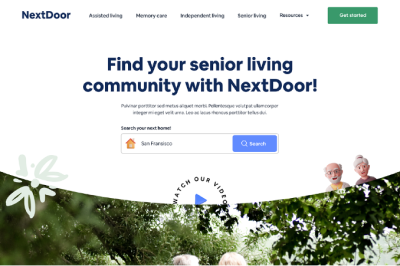 NextDoor
Assisted living
Memory care
Independent living
Senior living
Resources
Get started
Find your senior living
community with NextDoor!
Pulvinar porttitor sed metus aliquet morbi. Pellentesque volutpat ullamcorper
integer mi eget velit urna. Leo ac lacus rhoncus porttitor tellus dui.
Search your next home!
San Francisco
Search
WATCH OUR VIDEO